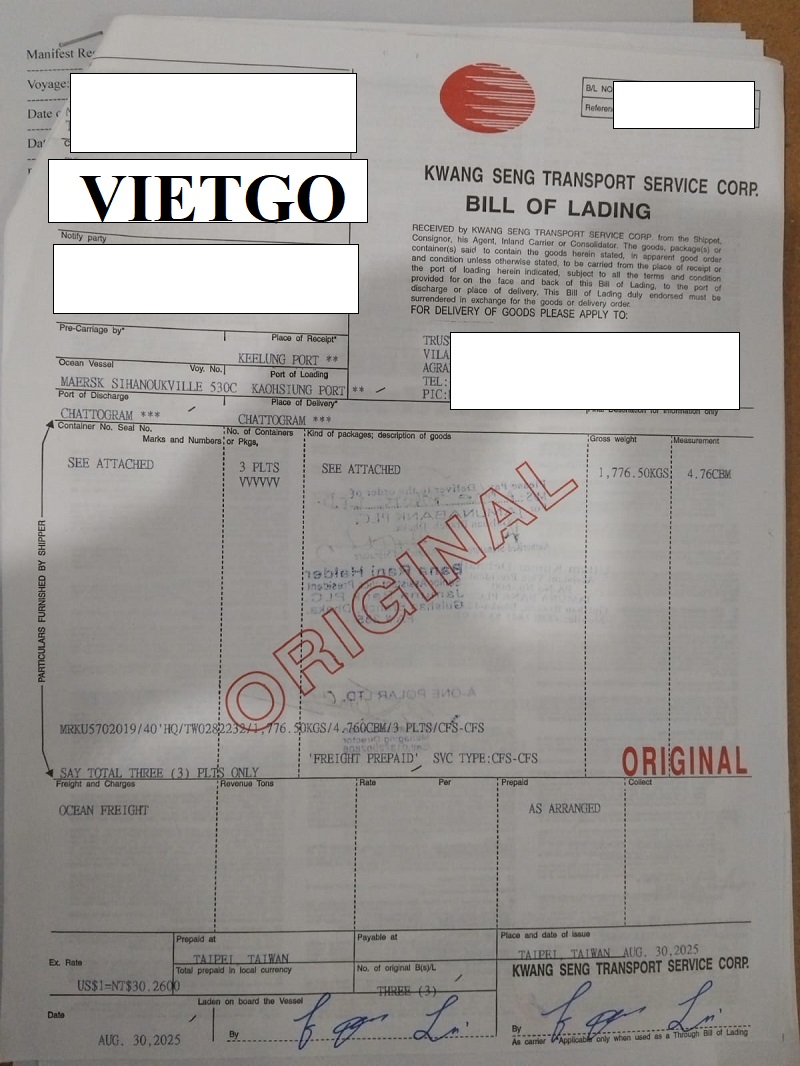 Manifest Re
Voyage:
Date o
Da
VIETGO
Notify party
B/L NO
Referen
KWANG SENG TRANSPORT SERVICE CORP.
BILL OF LADING
RECEIVED by KWANG SENG TRANSPORT SERVICE CORP. from the Shippet,
Consignor, his Agent, Inland Carrier or Consolidator. The goods, package(s) or
container(s) said to contain the goods herein stated, in apparent good order
and condition unless otherwise stated, to be carried from the place of receipt or
the port of loading herein indicated, subject to all the terms and condition
provided for on the face and back of this Bill of Lading, to the port of
discharge or place of delivery, This Bill of Lading duly endorsed must be
surrendered in exchange for the goods or delivery order.
FOR DELIVERY OF GOODS PLEASE APPLY TO:
TRUS
VILA
AGRA
TEL:
PIC:
Pre-Carriage by*
Place of Receipt*
KEELUNG PORT **
Ocean Vessel
Voy. No.
Port of Loading
MAERSK SIHANOUKVILLE 530C
KAOHSIUNG PORT **
Port of Discharge
Place of Delivery*
CHATTOGRAM ***
CHATTOGRAM ***
Container No. Seal No.
Marks and Numbers
No. of Containers
or Pkgs,
Kind of packages; description of goods
Gross weight
Measurement
SEE ATTACHED
3 PLTS
VVVVVV
SEE ATTACHED
1,776.50KGS
4.76CBM
PARTICULARS FURNISHED BY SHIPPER
ORIGINAL
MRKU5702019/40'HQ/TW0282232/1,776.50KGS/4.760CBM/3 PLTS/CFS-CFS
'FREIGHT PREPAID'
SVC TYPE:CFS-CFS
ORIGINAL
SAY TOTAL THREE (3) PLTS ONLY
Freight and Charges
Revenue Tons
Rate
Per
Prepaid
Collect
OCEAN FREIGHT
AS ARRANGED
Ex. Rate
US$1=NT$30.2600
Prepaid at
TAIPEI, TAIWAN
Total prepaid in local currency
Payable at
No. of original B(s)/L
THREE (3)
Place and date of issue
TAIPEI, TAIWAN AUG. 30,2025
KWANG SENG TRANSPORT SERVICE CORP.
Laden on board the Vessel
Date
AUG. 30,2025
By
By
As carrier * Applicable only when used as a Through Bill of Lading